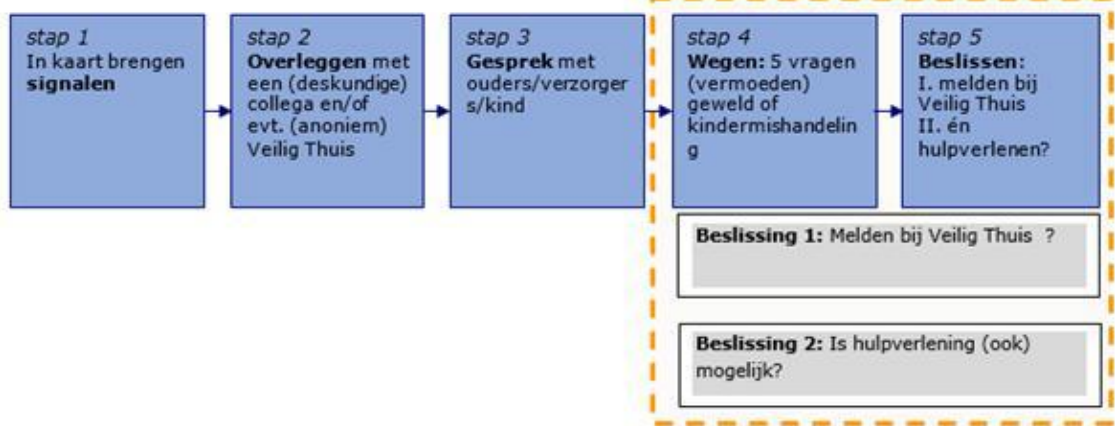 stap 1
In kaart brengen
signalen
stap 2
Overleggen met
een (deskundige)
collega en/of
evt. (anoniem)
Veilig Thuis
stap 3
Gesprek met
ouders/verzorger
s/kind
stap 4
Wegen: 5 vragen
(vermoeden)
geweld of
kindermishandelin
g
stap 5
Beslissen:
I. melden bij
Veilig Thuis
II. én
hulpverlenen?
Beslissing 1: Melden bij Veilig Thuis ?
Beslissing 2: Is hulpverlening (ook)
mogelijk?